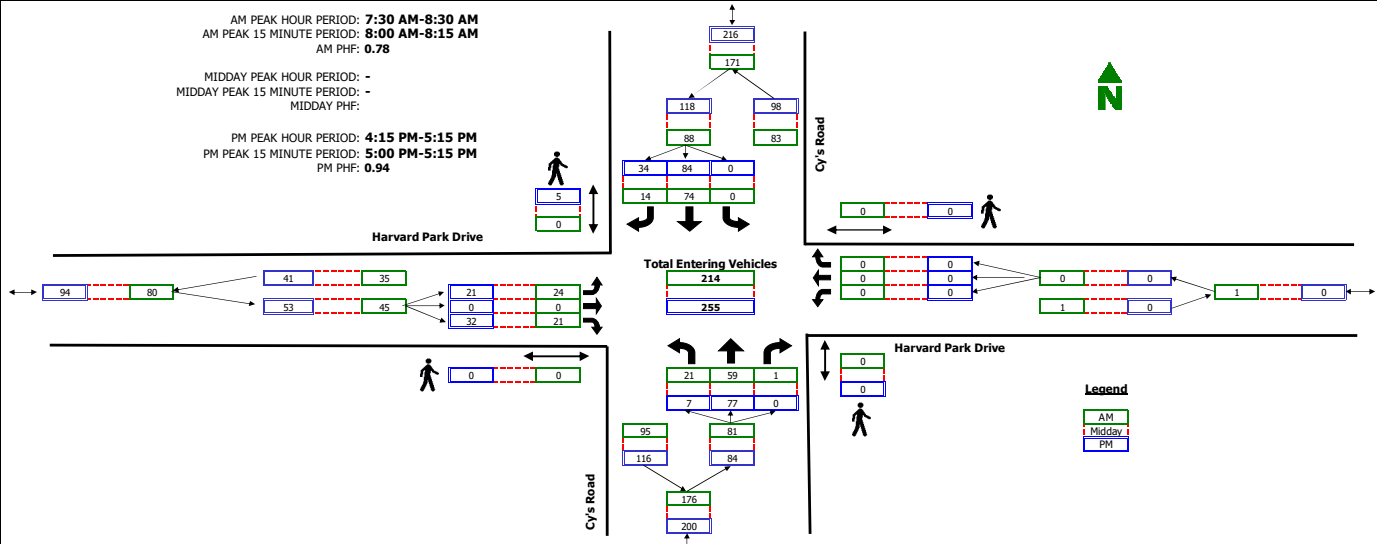 AM PEAK HOUR PERIOD: 7:30 AM-8:30 AM
AM PEAK 15 MINUTE PERIOD: 8:00 AM-8:15 AM
AM PHF: 0.78
MIDDAY PEAK HOUR PERIOD: -
MIDDAY PEAK 15 MINUTE PERIOD: -
MIDDAY PHF:
PM PEAK HOUR PERIOD: 4:15 PM-5:15 PM
PM PEAK 15 MINUTE PERIOD: 5:00 PM-5:15 PM
PM PHF: 0.94
216
171
118 98
88 83
34 84 0
14 74 0
N
Cy's Road
5
0
0 0
Harvard Park Drive
Total Entering Vehicles
214
255
41 35
94 80
53 45
21 24
0 0
32 21
0 0
0 0
0 0
0 0
1 0
1 0
Harvard Park Drive
0 0
0
0
21 59 1
7 77 0
95 81
116 84
176
200
Cy's Road
Legend
AM
Midday
PM